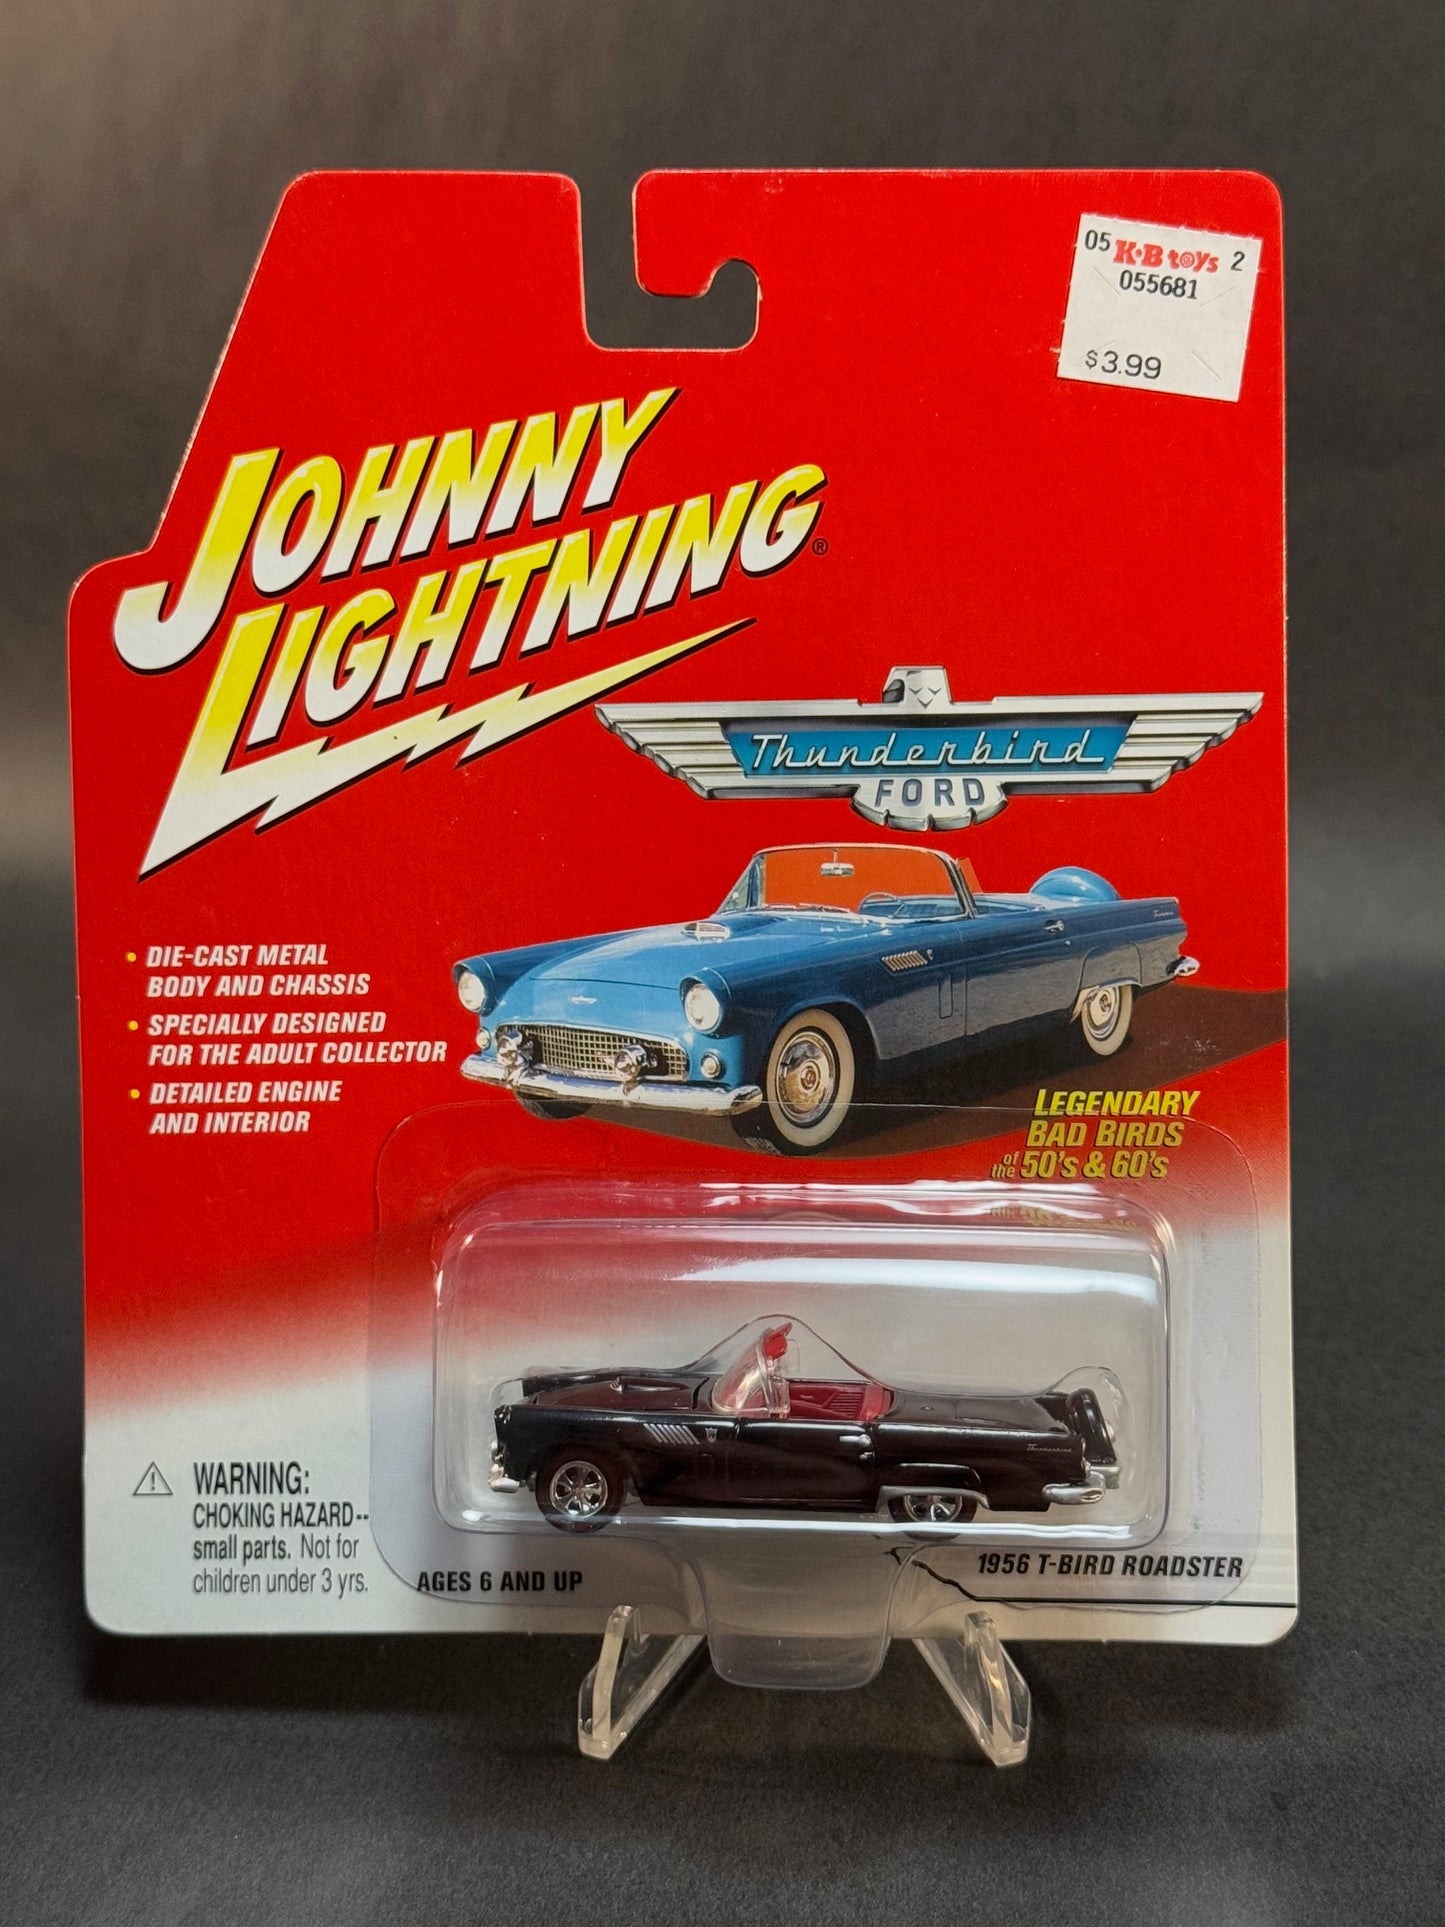 05 K·B toys 2
055681
$3.99
JOHNNY
LIGHTNING®
Thunderbird
FORD
• DIE-CAST METAL
BODY AND CHASSIS
• SPECIALLY DESIGNED
FOR THE ADULT COLLECTOR
• DETAILED ENGINE
AND INTERIOR
LEGENDARY
BAD BIRDS
of the 50's & 60's
Thunderbird
WARNING:
CHOKING HAZARD--
small parts. Not for
children under 3 yrs.
AGES 6 AND UP
1956 T-BIRD ROADSTER